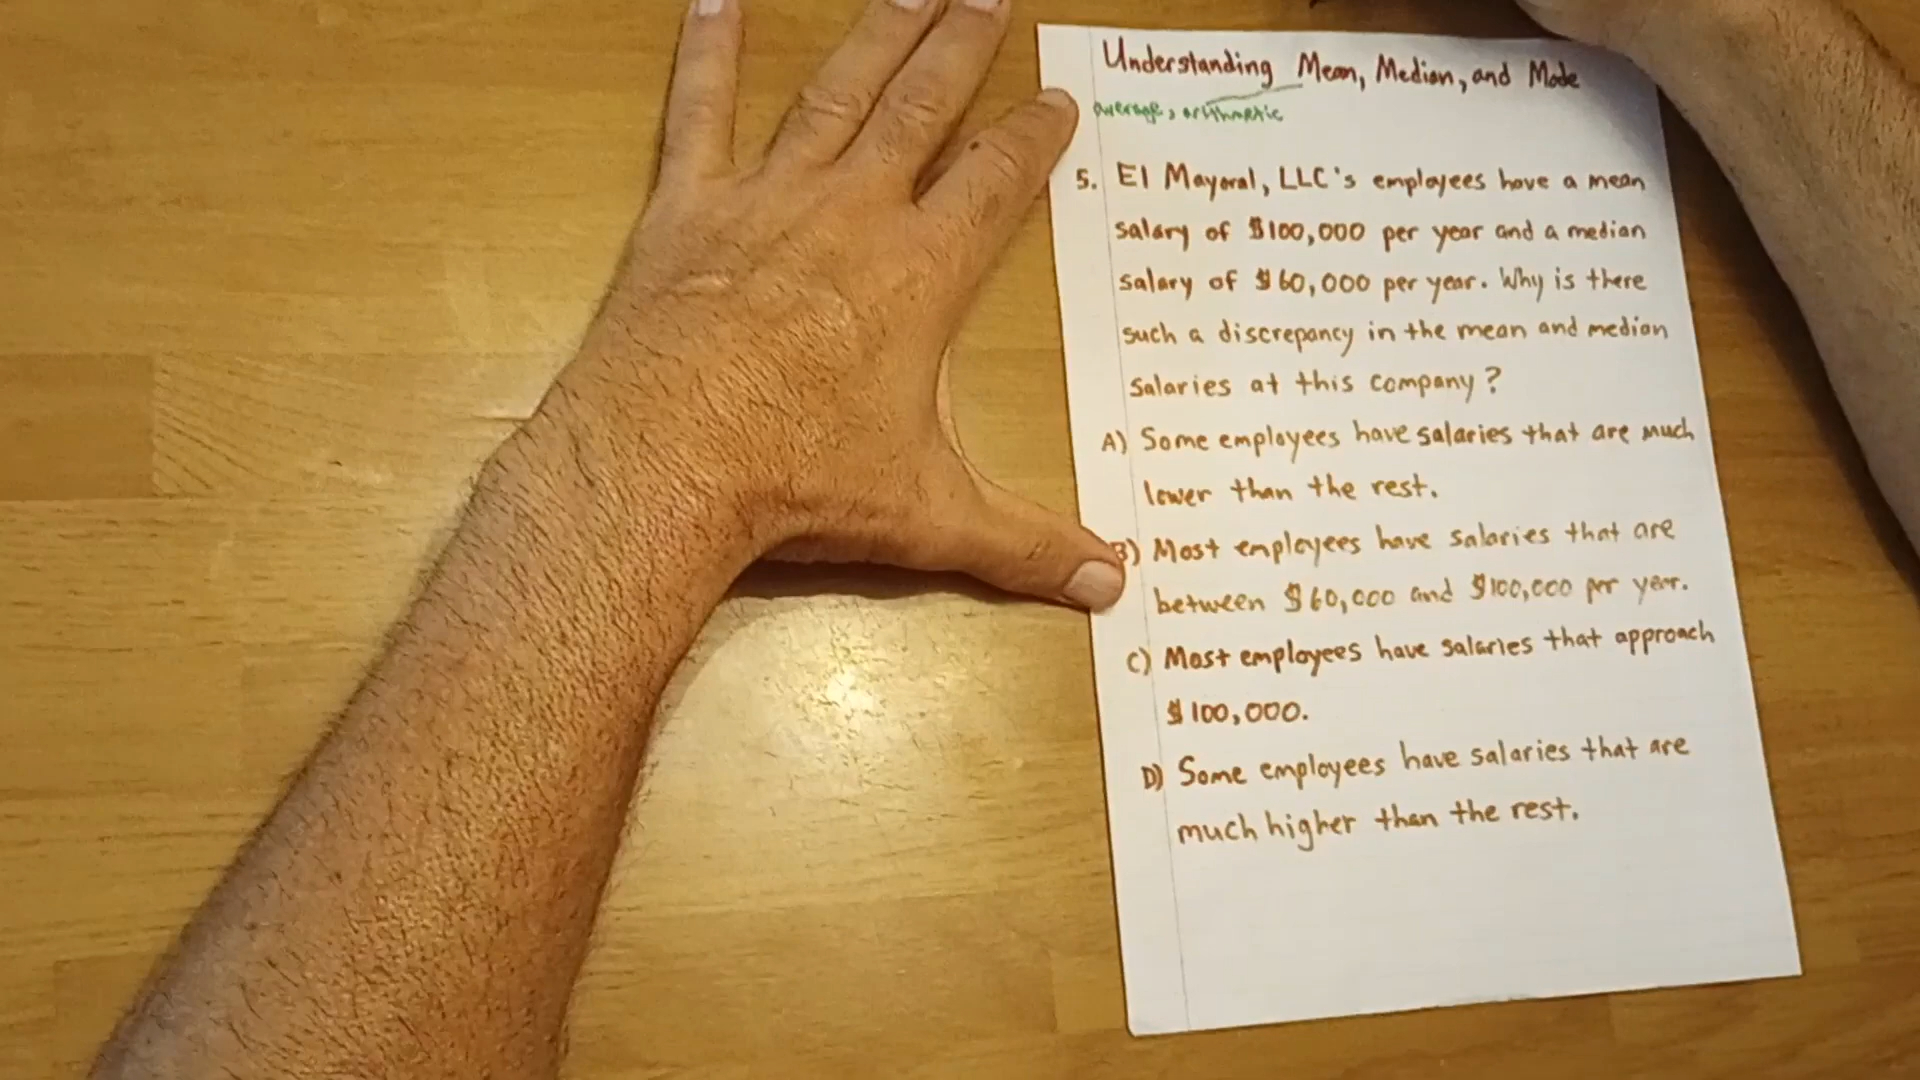 Understanding Mean, Median, and Mode
average, arithmetic
5. El Mayoral, LLC's employees have a mean
salary of $100,000 per year and a median
salary of $60,000 per year. Why is there
such a discrepancy in the mean and median
salaries at this company?
A) Some employees have salaries that are much
lower than the rest.
B) Most employees have salaries that are
between $60,000 and $100,000 per year.
C) Most employees have salaries that approach
$100,000.
D) Some employees have salaries that are
much higher than the rest.